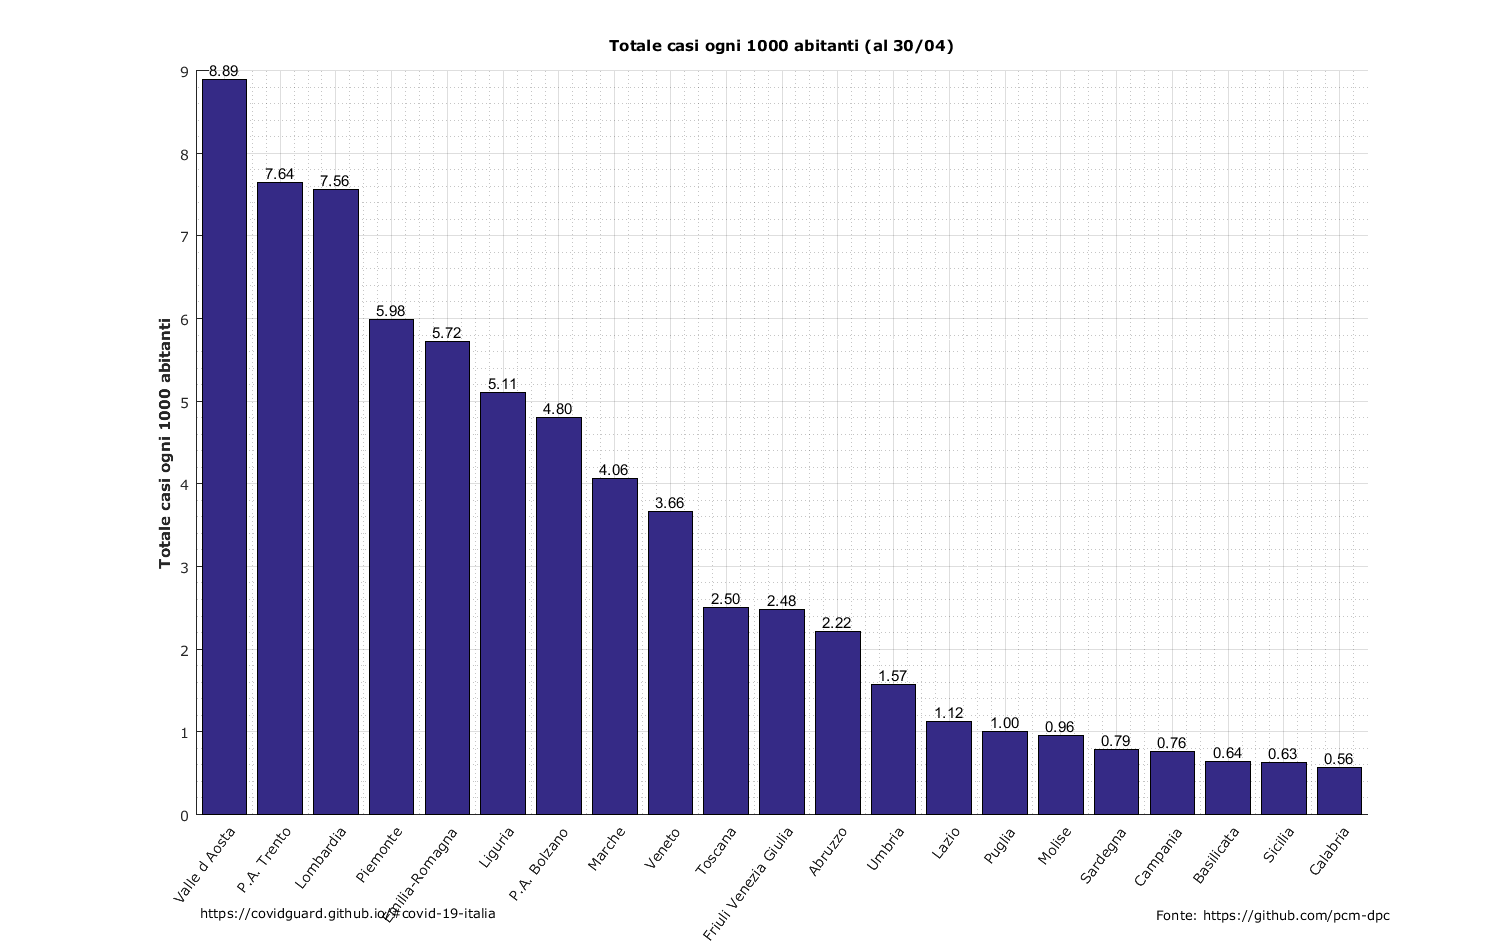 Totale casi ogni 1000 abitanti (al 30/04)
Totale casi ogni 1000 abitanti
9
8
7
6
5
4
3
2
1
0
8.89
7.64
7.56
5.98
5.72
5.11
4.80
4.06
3.66
2.50
2.48
2.22
1.57
1.12
1.00
0.96
0.79
0.76
0.64
0.63
0.56
Valle d Aosta
P.A. Trento
Lombardia
Piemonte
Emilia-Romagna
Liguria
P.A. Bolzano
Marche
Veneto
Toscana
Friuli Venezia Giulia
Abruzzo
Umbria
Lazio
Puglia
Molise
Sardegna
Campania
Basilicata
Sicilia
Calabria
https://covidguard.github.io/#covid-19-italia
Fonte: https://github.com/pcm-dpc